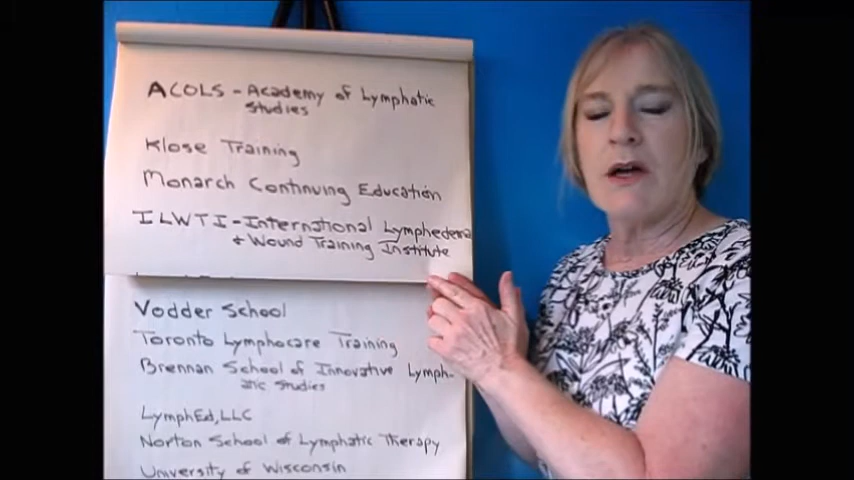 ACOLS - Academy of Lymphatic
Studies
Klose Training
Monarch Continuing Education
ILWTI - International Lymphedema
+ Wound Training Institute
Vodder School
Toronto Lymphocare Training
Brennan School of Innovative Lymph-
atic Studies
LymphEd, LLC
Norton School of Lymphatic Therapy
University of Wisconsin